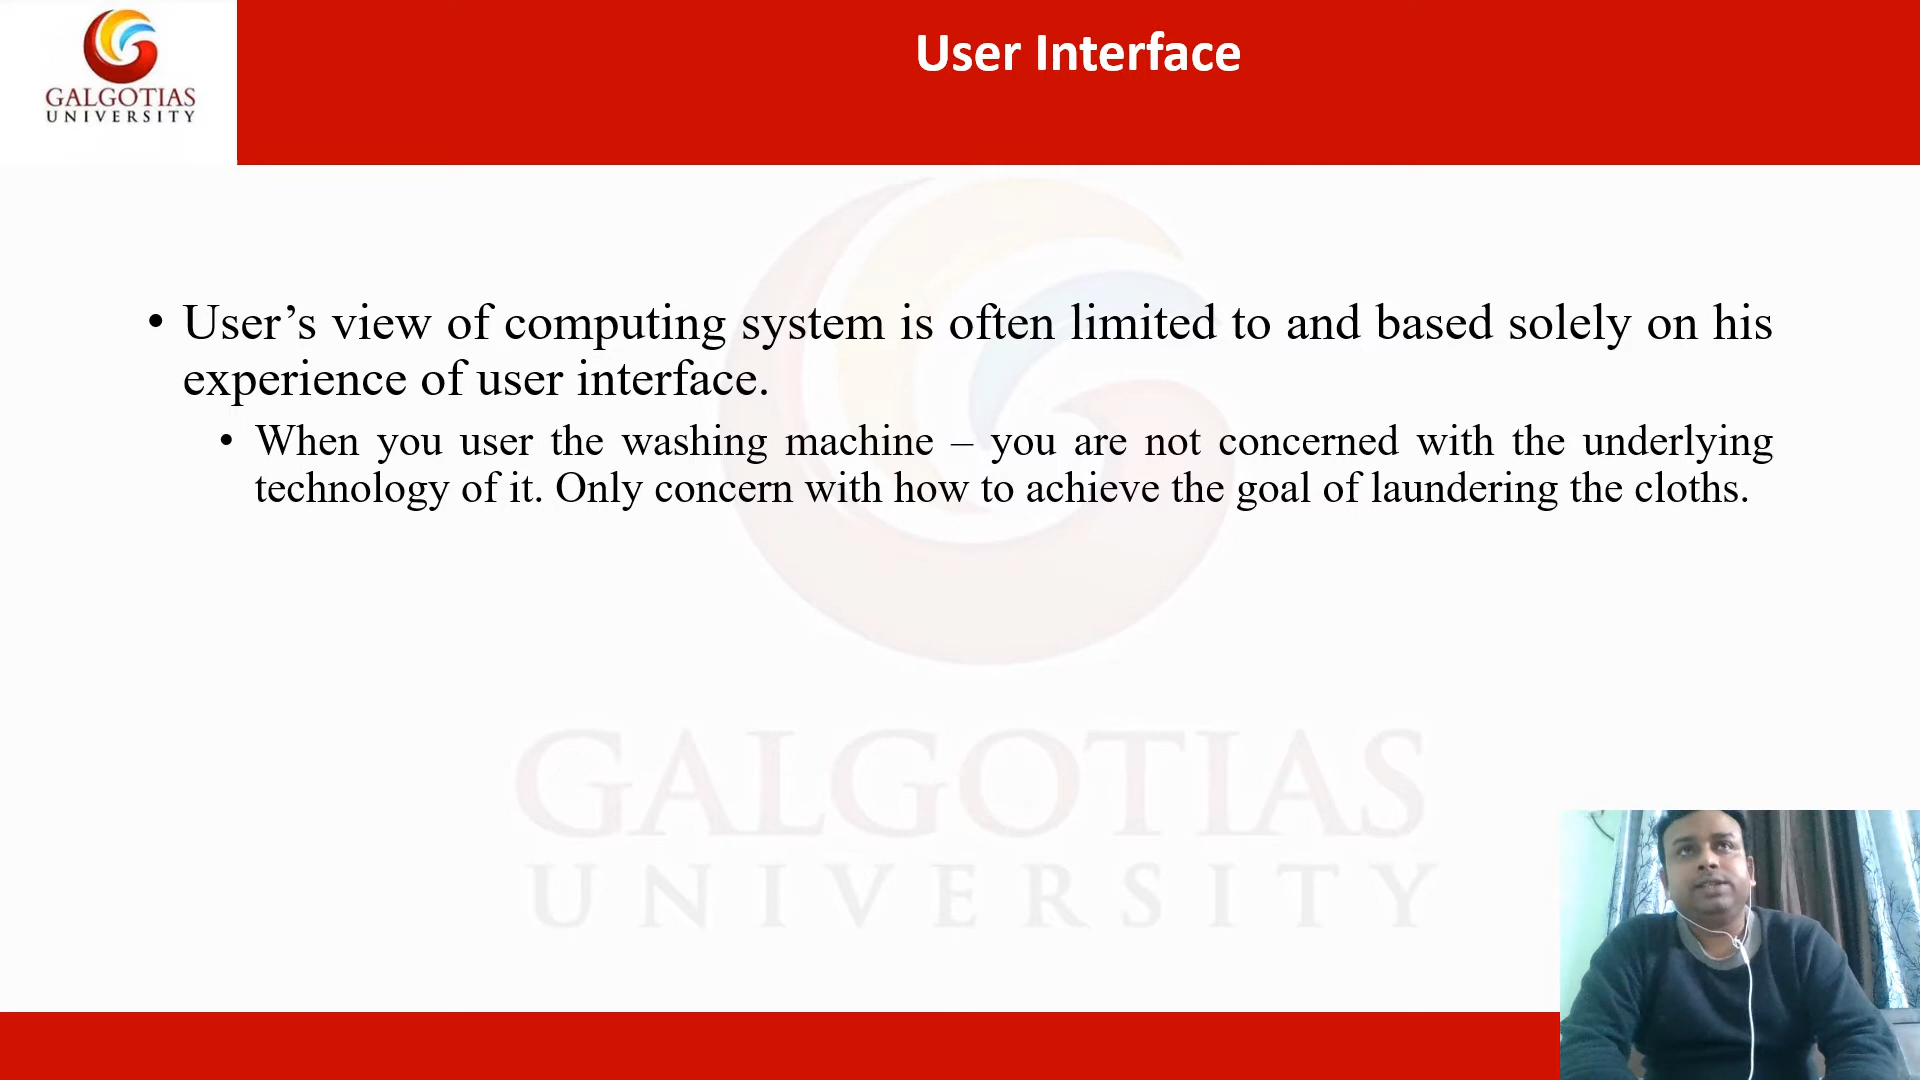 GALGOTIAS
UNIVERSITY
User Interface
• User’s view of computing system is often limited to and based solely on his
experience of user interface.
• When you user the washing machine – you are not concerned with the underlying
technology of it. Only concern with how to achieve the goal of laundering the cloths.
GALGOTIAS
UNIVERSITY